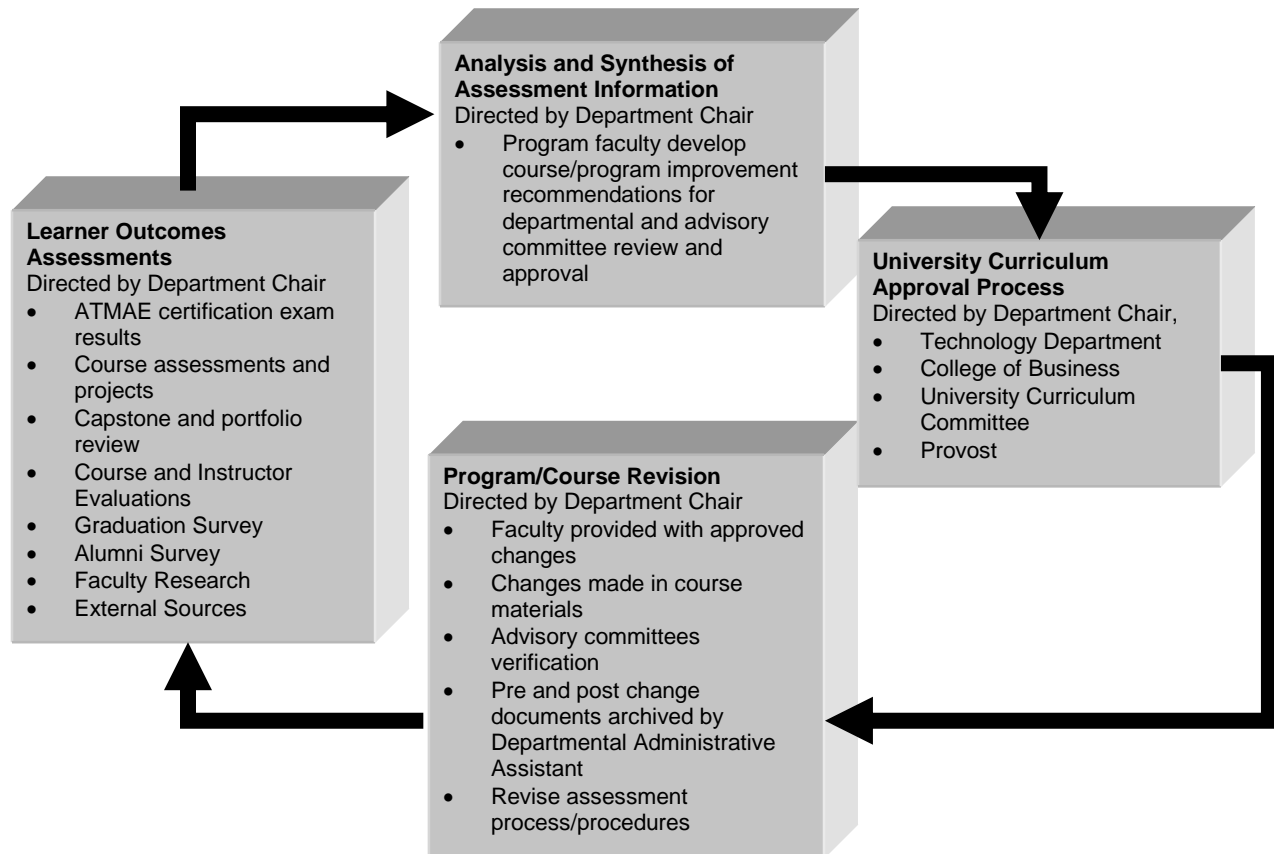 Analysis and Synthesis of
Assessment Information
Directed by Department Chair
• Program faculty develop
course/program improvement
recommendations for
departmental and advisory
committee review and
approval
Learner Outcomes
Assessments
Directed by Department Chair
• ATMAE certification exam
results
• Course assessments and
projects
• Capstone and portfolio
review
• Course and Instructor
Evaluations
• Graduation Survey
• Alumni Survey
• Faculty Research
• External Sources
University Curriculum
Approval Process
Directed by Department Chair,
• Technology Department
• College of Business
• University Curriculum
Committee
• Provost
Program/Course Revision
Directed by Department Chair
• Faculty provided with approved
changes
• Changes made in course
materials
• Advisory committees
verification
• Pre and post change
documents archived by
Departmental Administrative
Assistant
• Revise assessment
process/procedures